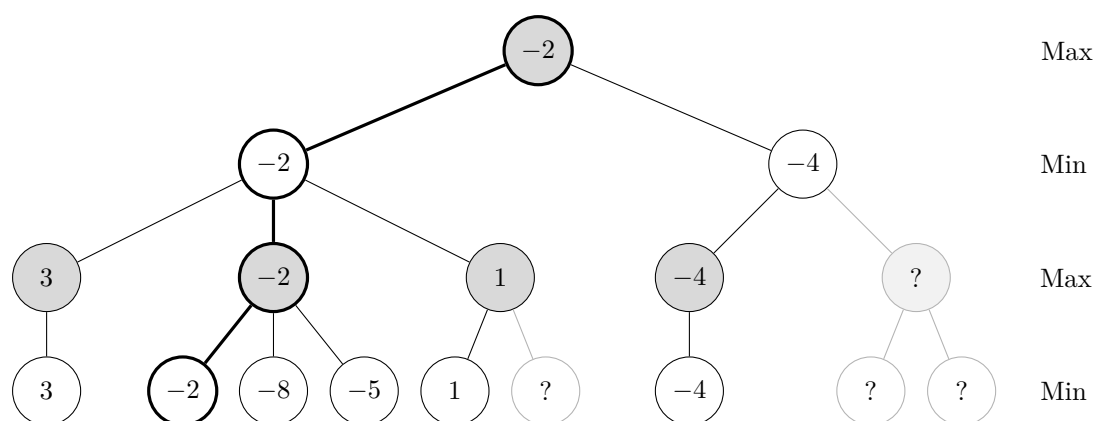 −2 Max
−2 −4 Min
3 −2 1 −4 ? Max
3 −2 −8 −5 1 ? −4 ? ? Min